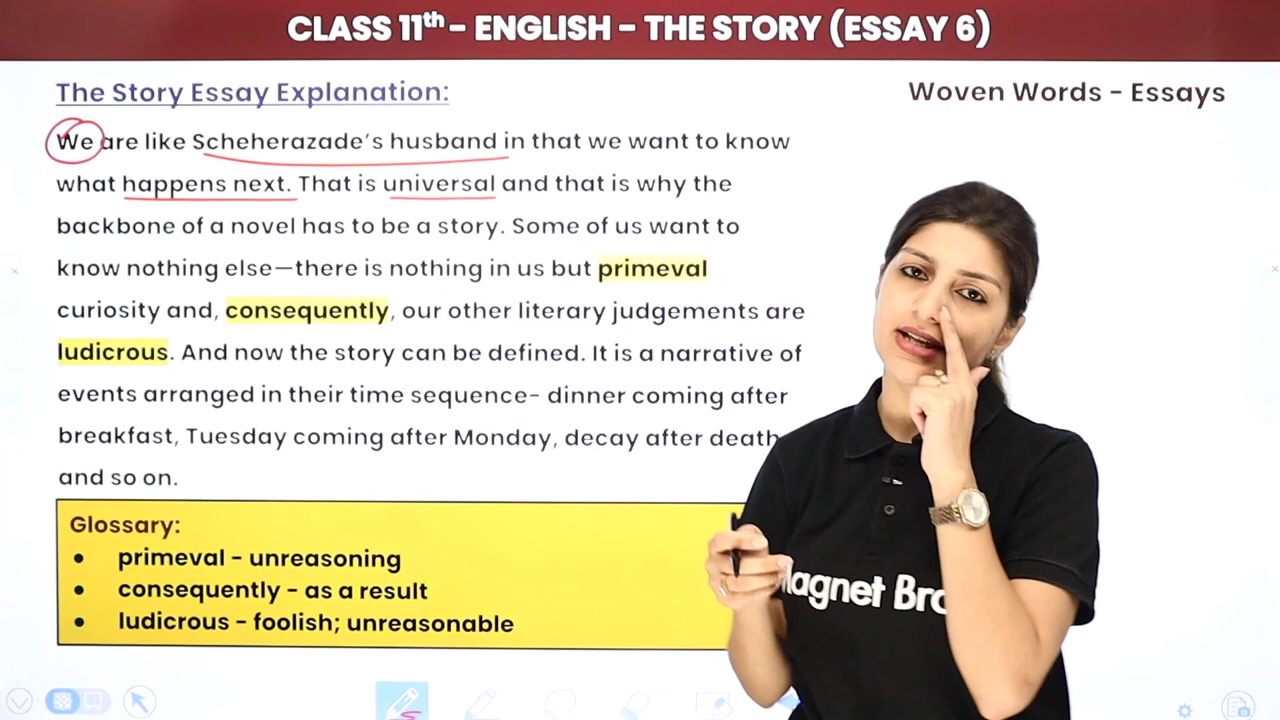 CLASS 11th - ENGLISH - THE STORY (ESSAY 6)
The Story Essay Explanation:
Woven Words - Essays
We are like Scheherazade's husband in that we want to know
what happens next. That is universal and that is why the
backbone of a novel has to be a story. Some of us want to
know nothing else—there is nothing in us but primeval
curiosity and, consequently, our other literary judgements are
ludicrous. And now the story can be defined. It is a narrative of
events arranged in their time sequence- dinner coming after
breakfast, Tuesday coming after Monday, decay after death
and so on.
Glossary:
• primeval - unreasoning
• consequently - as a result
• ludicrous - foolish; unreasonable
Magnet Bra